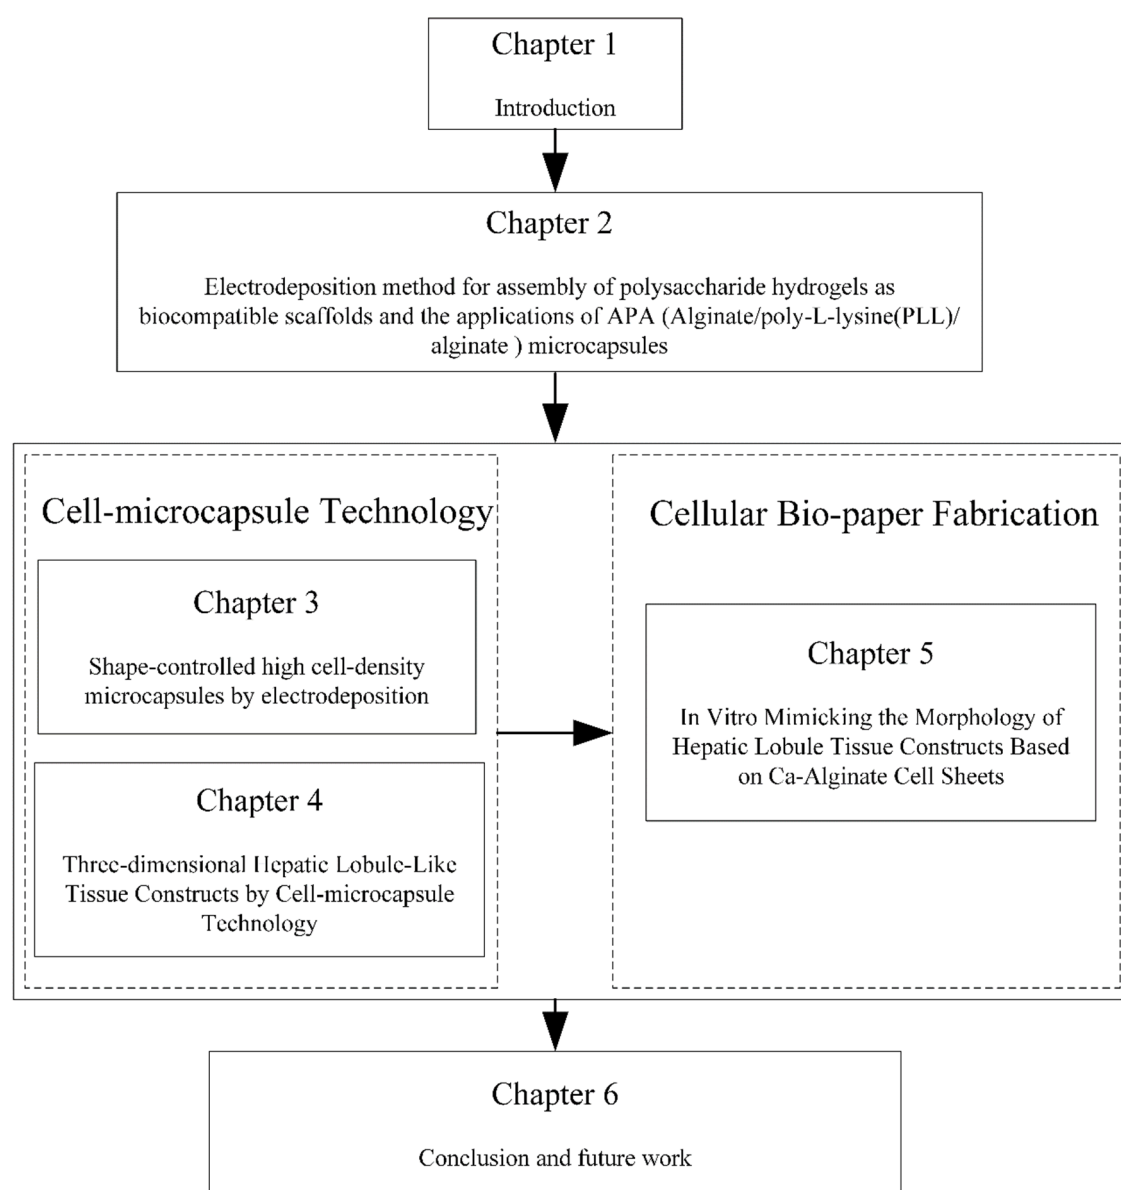 Chapter 1
Introduction
Chapter 2
Electrodeposition method for assembly of polysaccharide hydrogels as
biocompatible scaffolds and the applications of APA (Alginate/poly-L-lysine(PLL)/
alginate ) microcapsules
Cell-microcapsule Technology
Chapter 3
Shape-controlled high cell-density
microcapsules by electrodeposition
Chapter 4
Three-dimensional Hepatic Lobule-Like
Tissue Constructs by Cell-microcapsule
Technology
Cellular Bio-paper Fabrication
Chapter 5
In Vitro Mimicking the Morphology of
Hepatic Lobule Tissue Constructs Based
on Ca-Alginate Cell Sheets
Chapter 6
Conclusion and future work